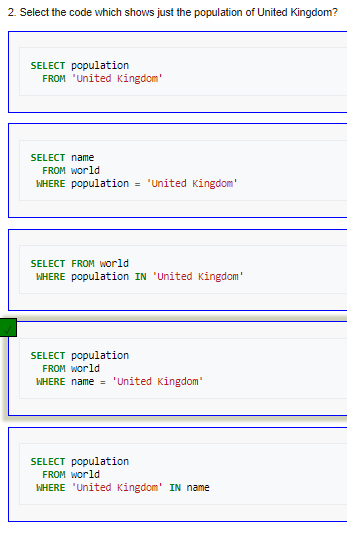 2. Select the code which shows just the population of United Kingdom?
SELECT population
FROM 'United Kingdom'
SELECT name
FROM world
WHERE population = 'United Kingdom'
SELECT FROM world
WHERE population IN 'United Kingdom'
SELECT population
FROM world
WHERE name = 'United Kingdom'
SELECT population
FROM world
WHERE 'United Kingdom' IN name